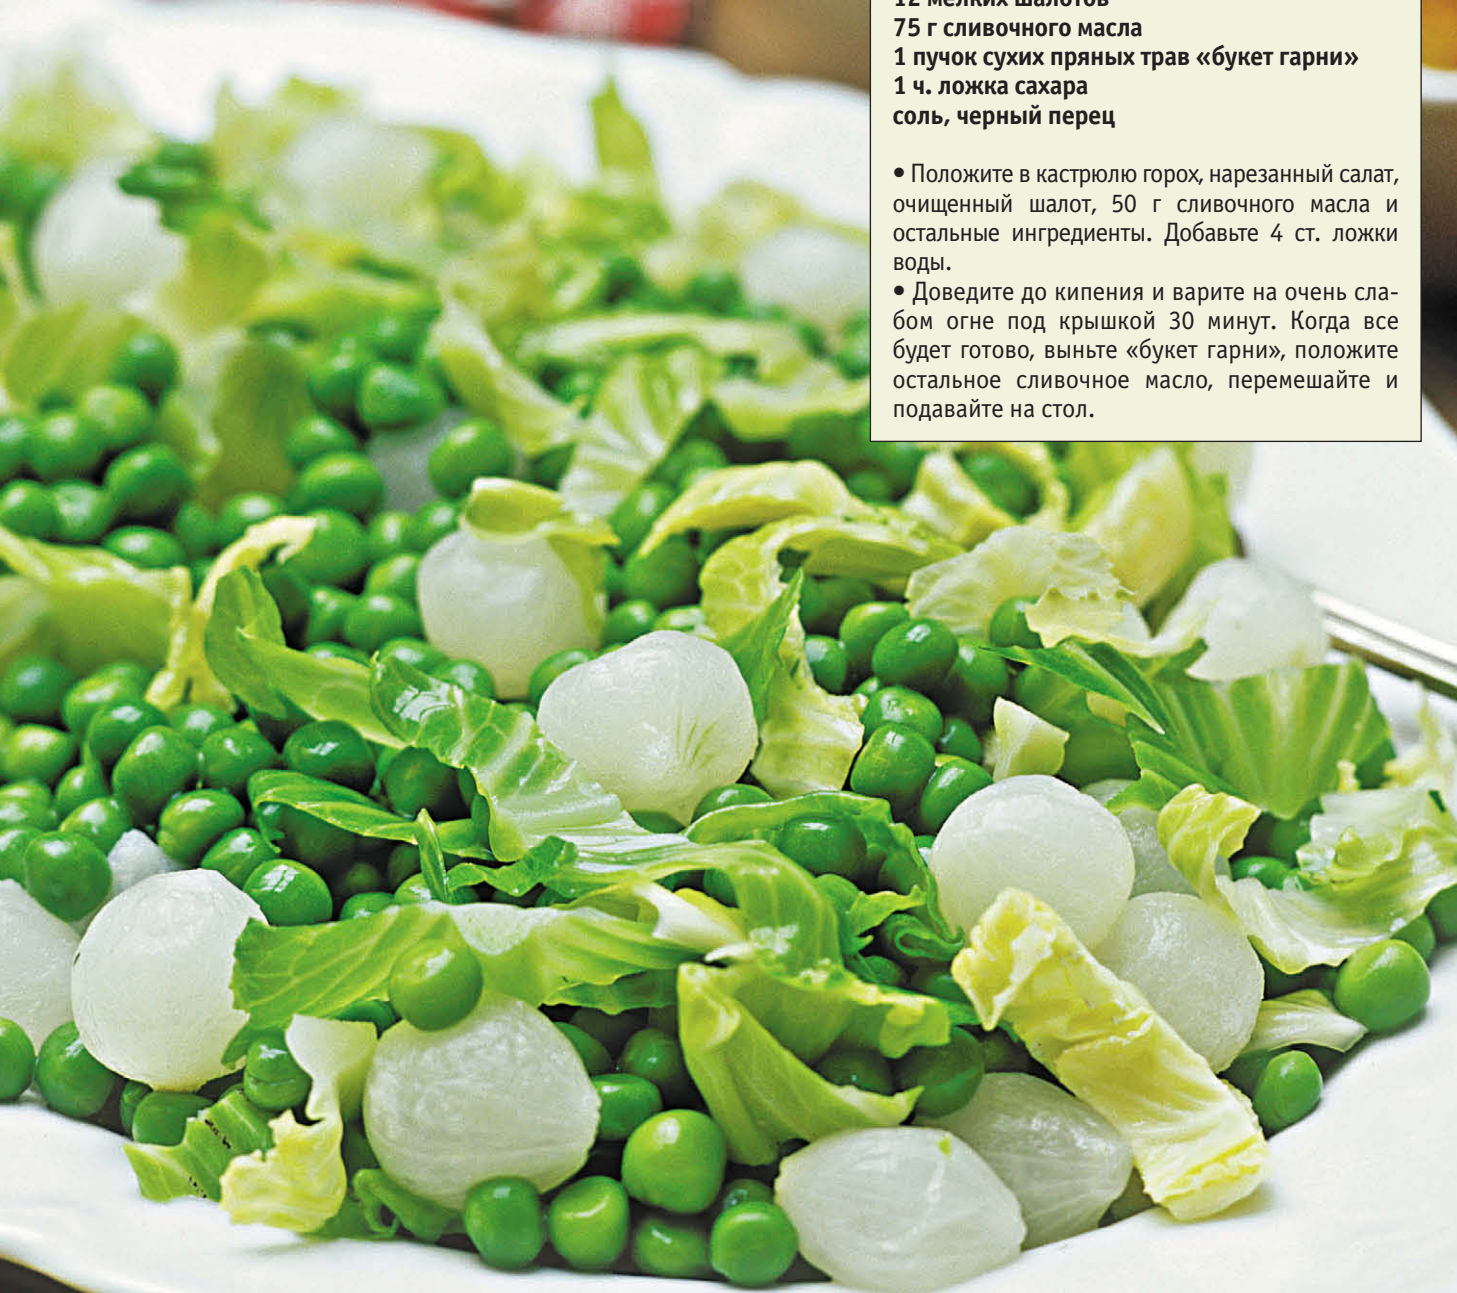 12 мелких шалотов
75 г сливочного масла
1 пучок сухих пряных трав «букет гарни»
1 ч. ложка сахара
соль, черный перец
• Положите в кастрюлю горох, нарезанный салат,
очищенный шалот, 50 г сливочного масла и
остальные ингредиенты. Добавьте 4 ст. ложки
воды.
• Доведите до кипения и варите на очень сла-
бом огне под крышкой 30 минут. Когда все
будет готово, выньте «букет гарни», положите
остальное сливочное масло, перемешайте и
подавайте на стол.